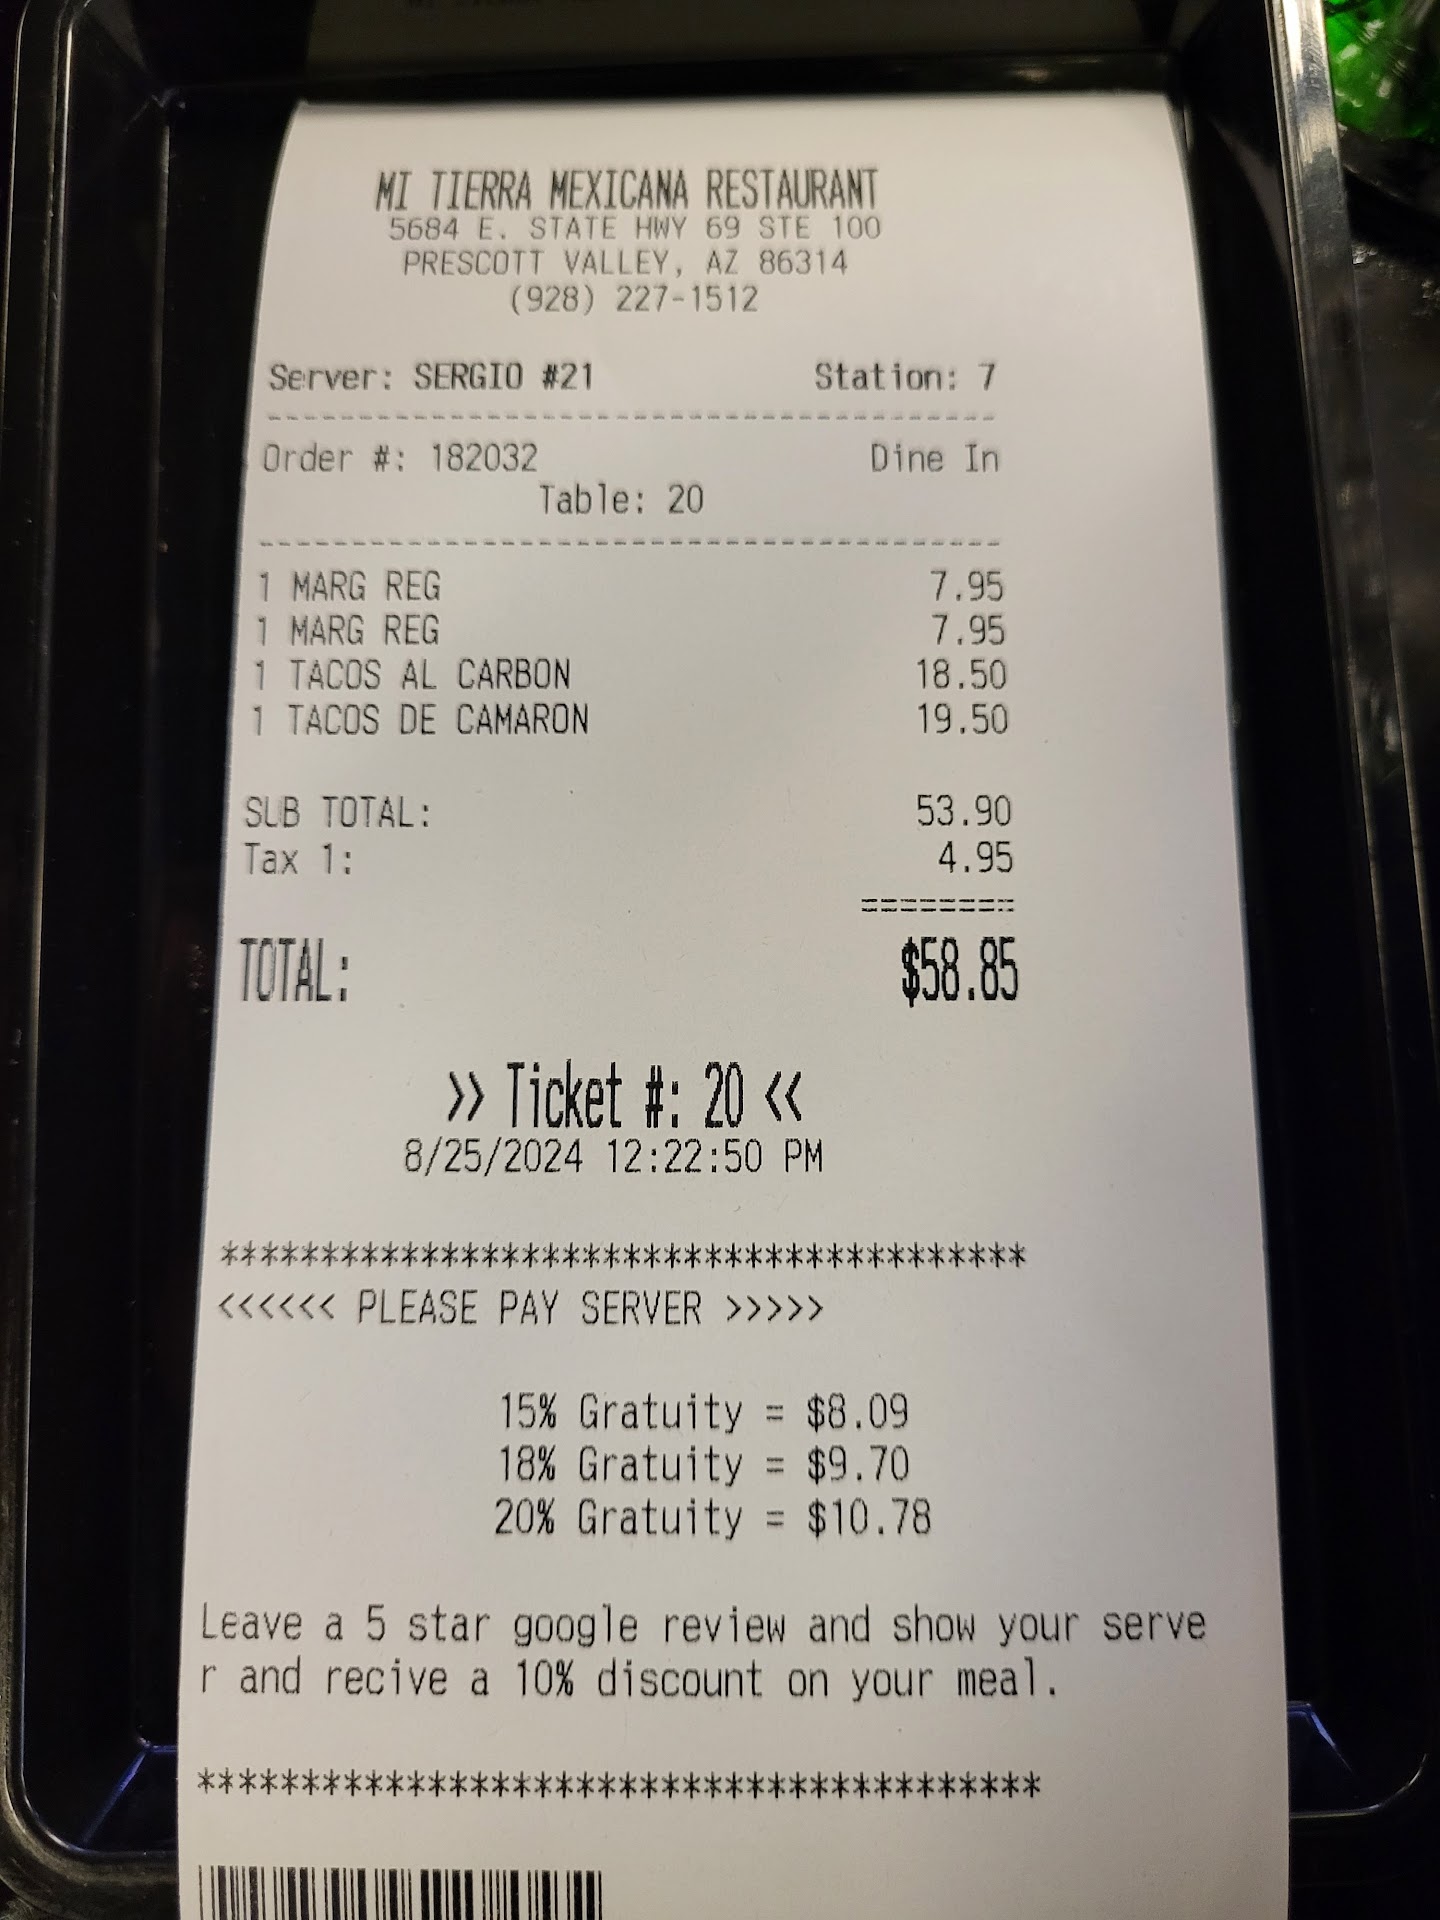 MI TIERRA MEXICANA RESTAURANT
5684 E. STATE HWY 69 STE 100
PRESCOTT VALLEY, AZ 86314
(928) 227-1512
Server: SERGIO #21 Station: 7
----------------------------------------
Order #: 182032 Dine In
Table: 20
----------------------------------------
1 MARG REG 7.95
1 MARG REG 7.95
1 TACOS AL CARBON 18.50
1 TACOS DE CAMARON 19.50
SUB TOTAL: 53.90
Tax 1: 4.95
========
TOTAL: $58.85
>> Ticket #: 20 <<
8/25/2024 12:22:50 PM
****************************************
<<<<<< PLEASE PAY SERVER >>>>>
15% Gratuity = $8.09
18% Gratuity = $9.70
20% Gratuity = $10.78
Leave a 5 star google review and show your serve
r and recive a 10% discount on your meal.
****************************************